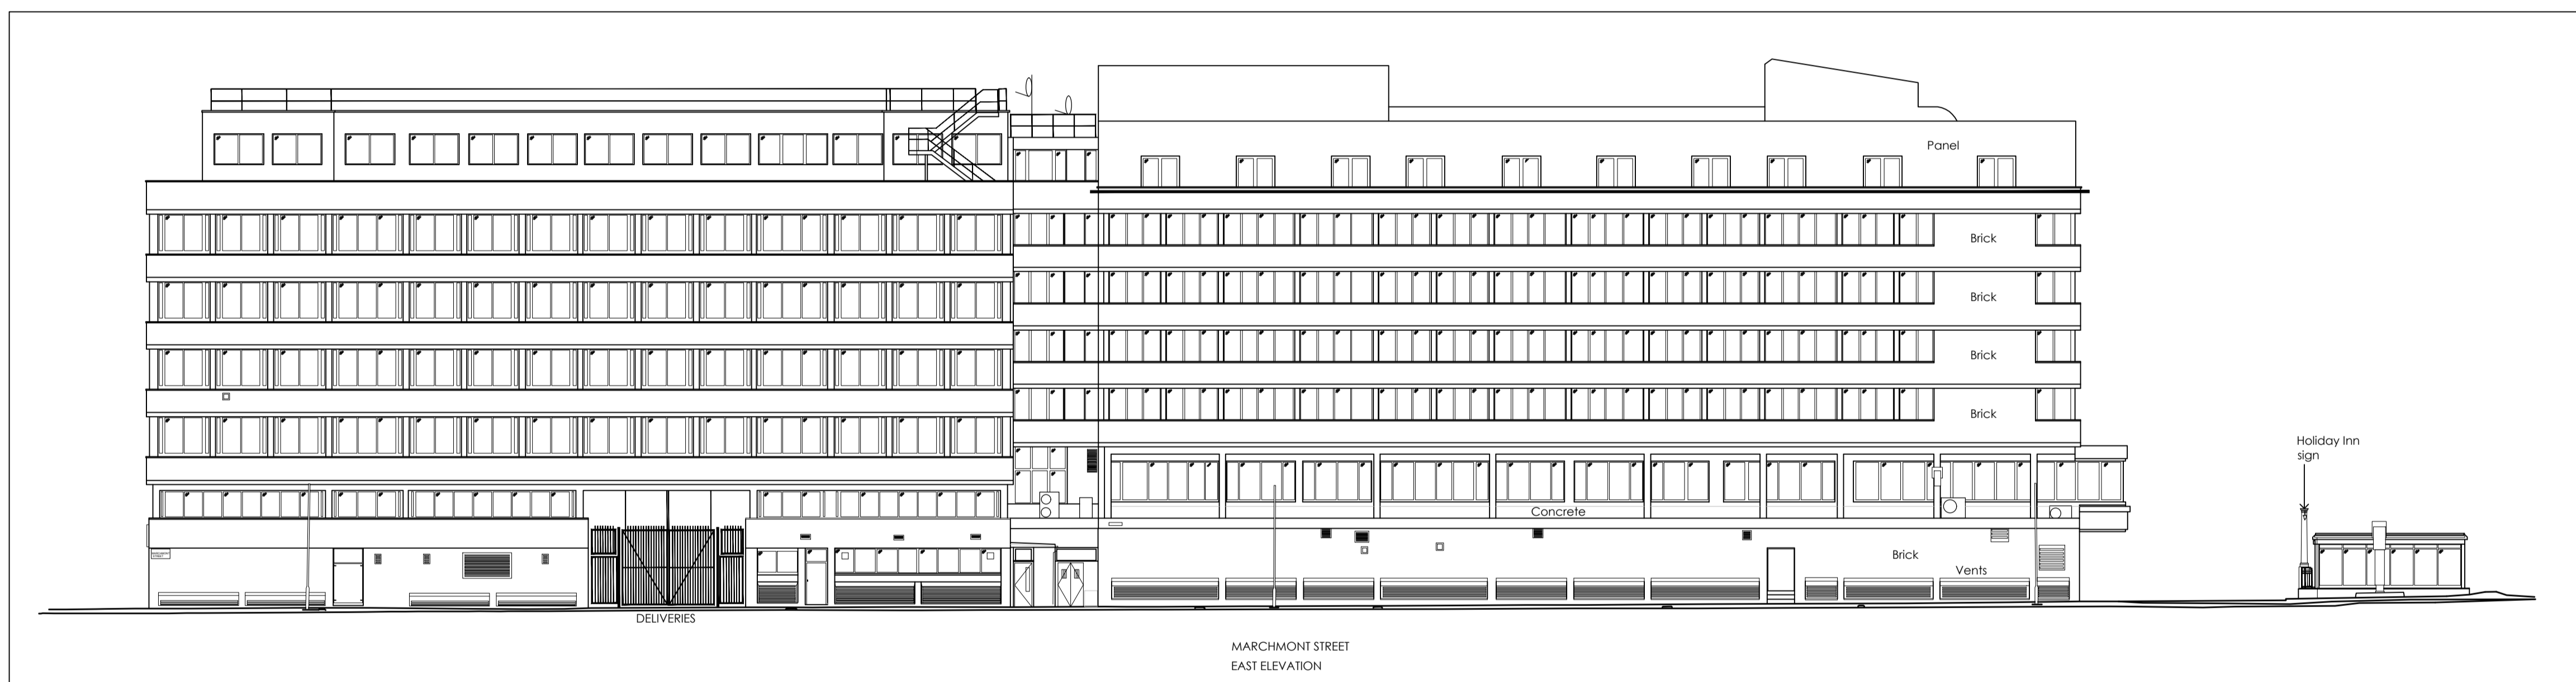 Panel
Brick
Brick
Brick
Brick
Holiday Inn
sign
Concrete
Brick
Vents
DELIVERIES
MARCHMONT STREET
EAST ELEVATION